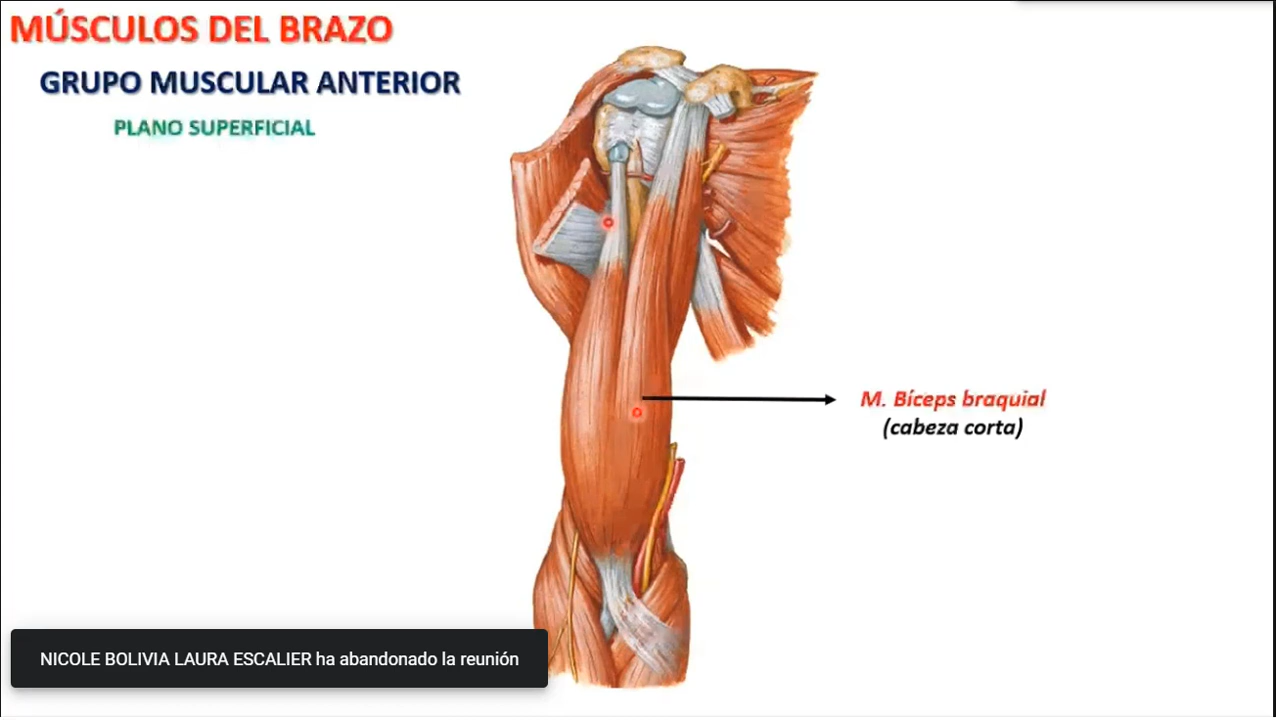 MÚSCULOS DEL BRAZO
GRUPO MUSCULAR ANTERIOR
PLANO SUPERFICIAL
M. Bíceps braquial
(cabeza corta)
NICOLE BOLIVIA LAURA ESCALIER ha abandonado la reunión